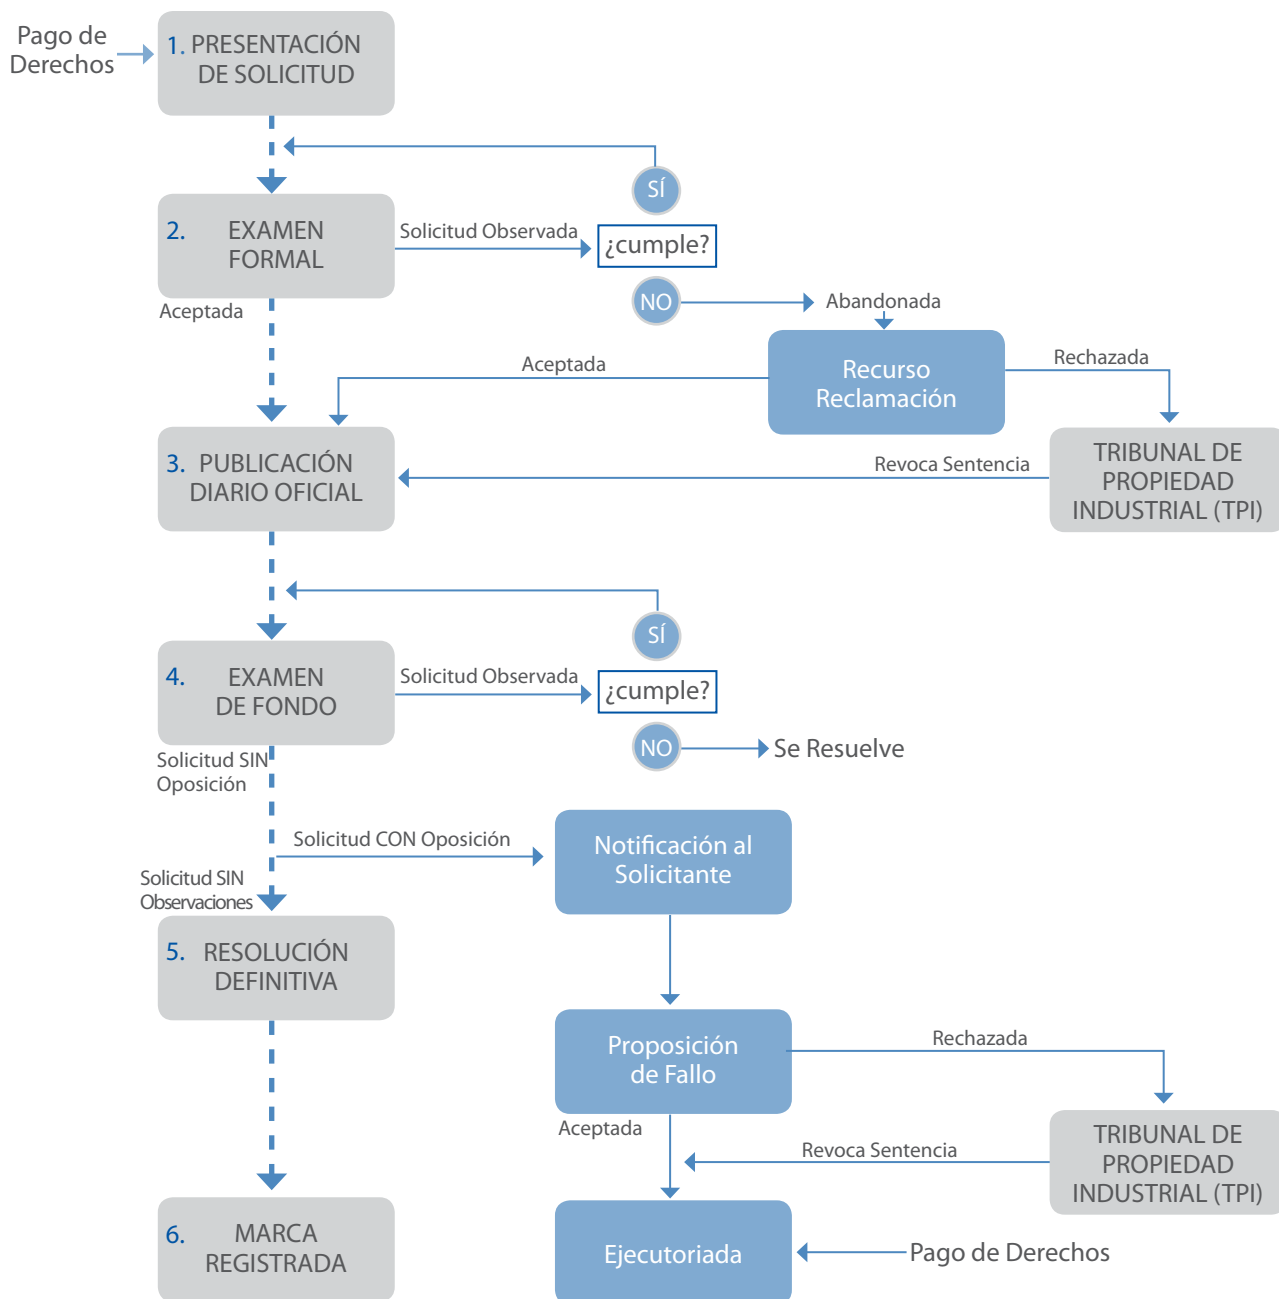 Pago de
Derechos
1. PRESENTACIÓN
DE SOLICITUD
SÍ
2. EXAMEN
FORMAL
Solicitud Observada
¿cumple?
Aceptada
NO
Abandonada
Recurso
Reclamación
Aceptada
Rechazada
3. PUBLICACIÓN
DIARIO OFICIAL
Revoca Sentencia
TRIBUNAL DE
PROPIEDAD
INDUSTRIAL (TPI)
SÍ
4. EXAMEN
DE FONDO
Solicitud Observada
¿cumple?
NO
Se Resuelve
Solicitud SIN
Oposición
Solicitud CON Oposición
Notificación al
Solicitante
Solicitud SIN
Observaciones
5. RESOLUCIÓN
DEFINITIVA
Proposición
de Fallo
Rechazada
Aceptada
Revoca Sentencia
TRIBUNAL DE
PROPIEDAD
INDUSTRIAL (TPI)
6. MARCA
REGISTRADA
Ejecutoriada
Pago de Derechos